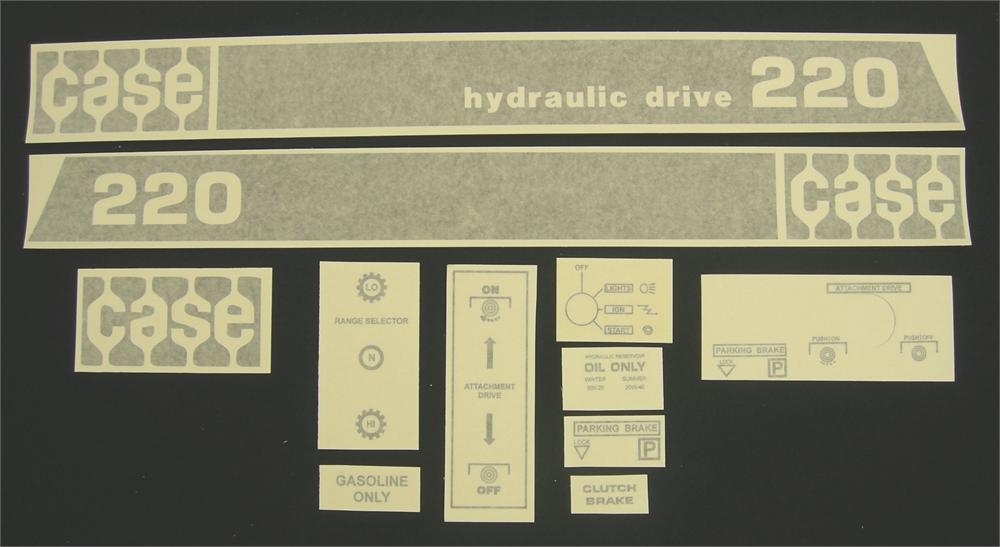 case hydraulic drive 220
220 case
case
LO
RANGE SELECTOR
N
HI
GASOLINE
ONLY
ON
ATTACHMENT
DRIVE
OFF
OFF
LIGHTS
IGN
START
HYDRAULIC RESERVOIR
OIL ONLY
WINTER SUMMER
20W-40
PARKING BRAKE
LOCK P
CLUTCH
BRAKE
ATTACHMENT DRIVE
PUSH ON PUSH OFF
PARKING BRAKE
LOCK P